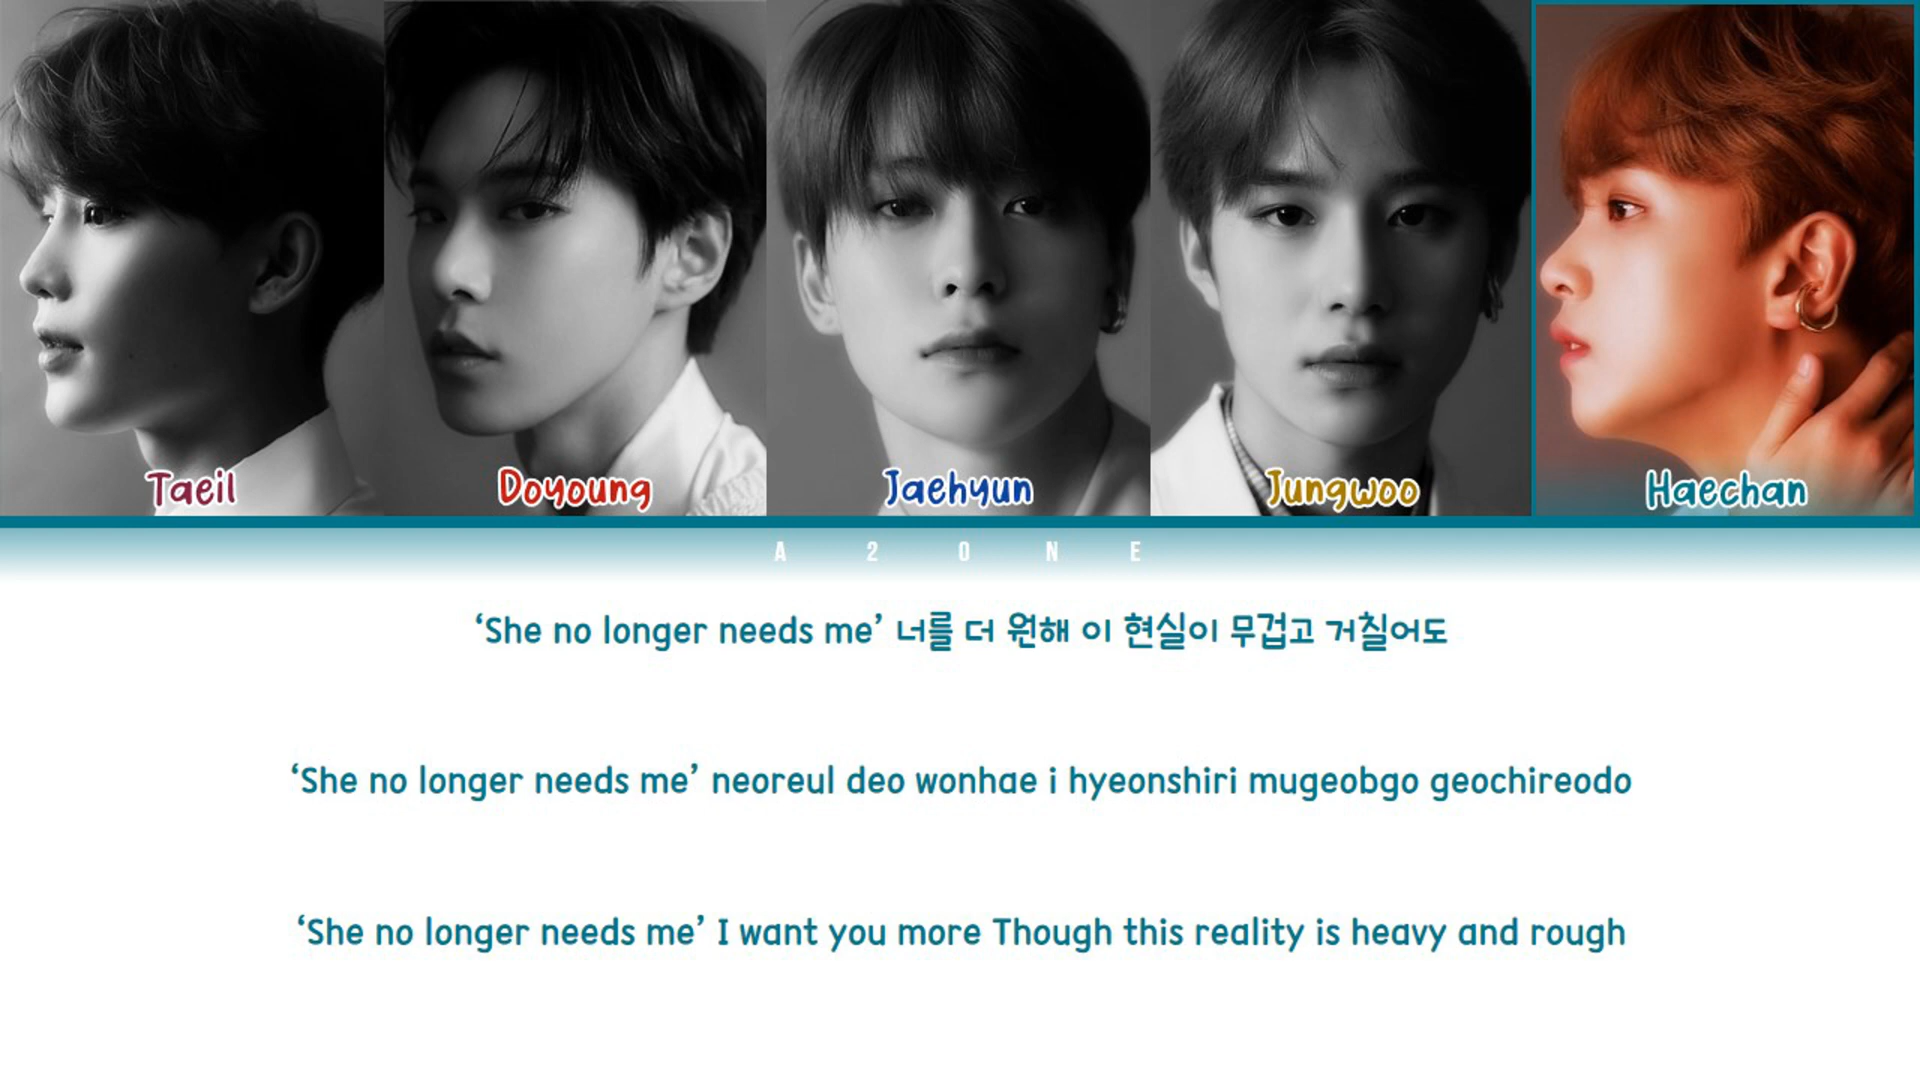 Taeil
Doyoung
Jaehyun
Jungwoo
Haechan
A 2 O N E
‘She no longer needs me’ 너를 더 원해 이 현실이 무겁고 거칠어도
‘She no longer needs me’ neoreul deo wonhae i hyeonshiri mugeobgo geochireodo
‘She no longer needs me’ I want you more Though this reality is heavy and rough